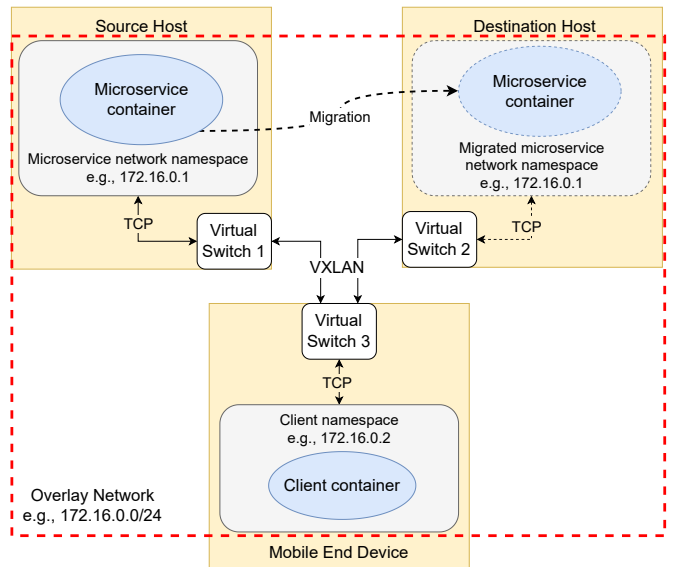 Source Host
Destination Host
Microservice
container
Microservice
container
Migration
Microservice network namespace
e.g., 172.16.0.1
Migrated microservice
network namespace
e.g., 172.16.0.1
TCP
Virtual
Switch 1
Virtual
Switch 2
TCP
VXLAN
Virtual
Switch 3
TCP
Client namespace
e.g., 172.16.0.2
Client container
Overlay Network
e.g., 172.16.0.0/24
Mobile End Device